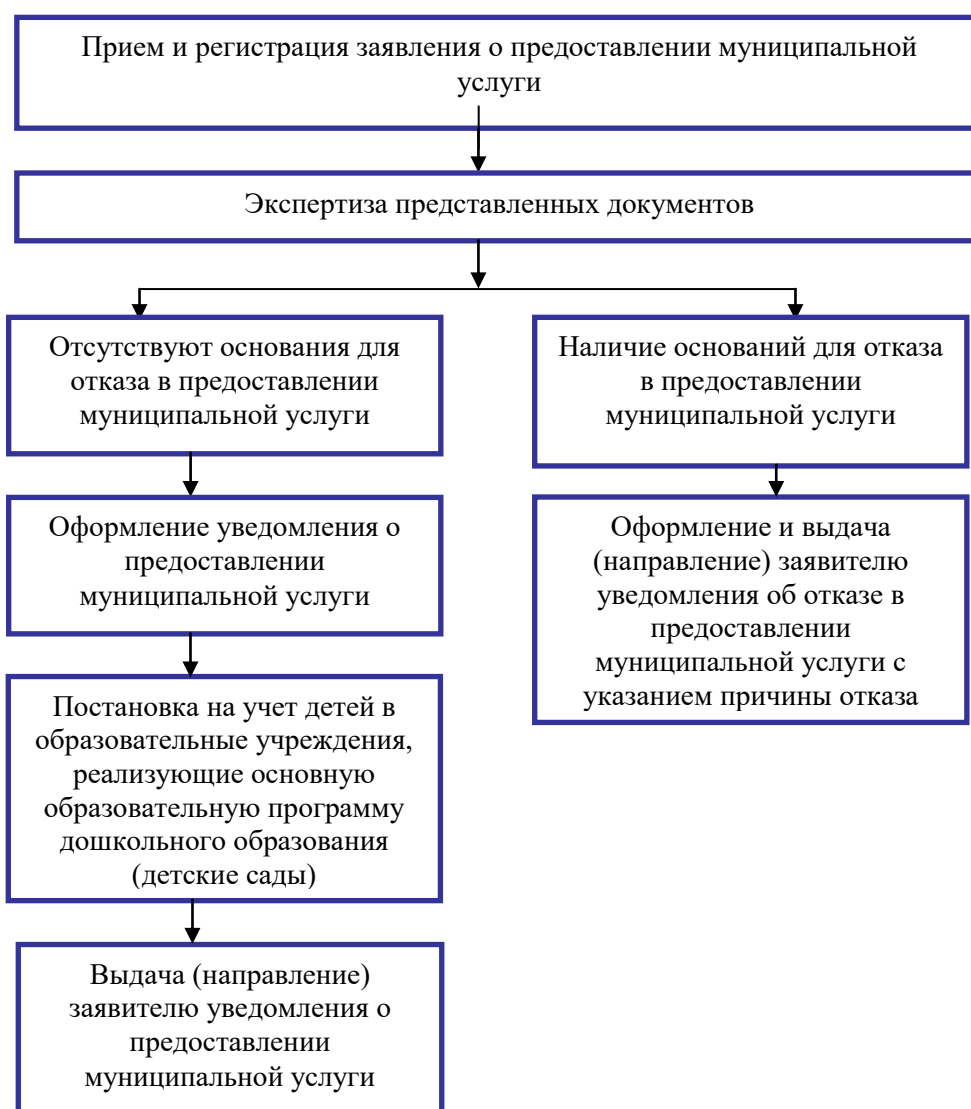 Прием и регистрация заявления о предоставлении муниципальной
услуги
Экспертиза представленных документов
Отсутствуют основания для
отказа в предоставлении
муниципальной услуги
Наличие оснований для отказа
в предоставлении
муниципальной услуги
Оформление уведомления о
предоставлении
муниципальной услуги
Оформление и выдача
(направление) заявителю
уведомления об отказе в
предоставлении
муниципальной услуги с
указанием причины отказа
Постановка на учет детей в
образовательные учреждения,
реализующие основную
образовательную программу
дошкольного образования
(детские сады)
Выдача (направление)
заявителю уведомления о
предоставлении
муниципальной услуги